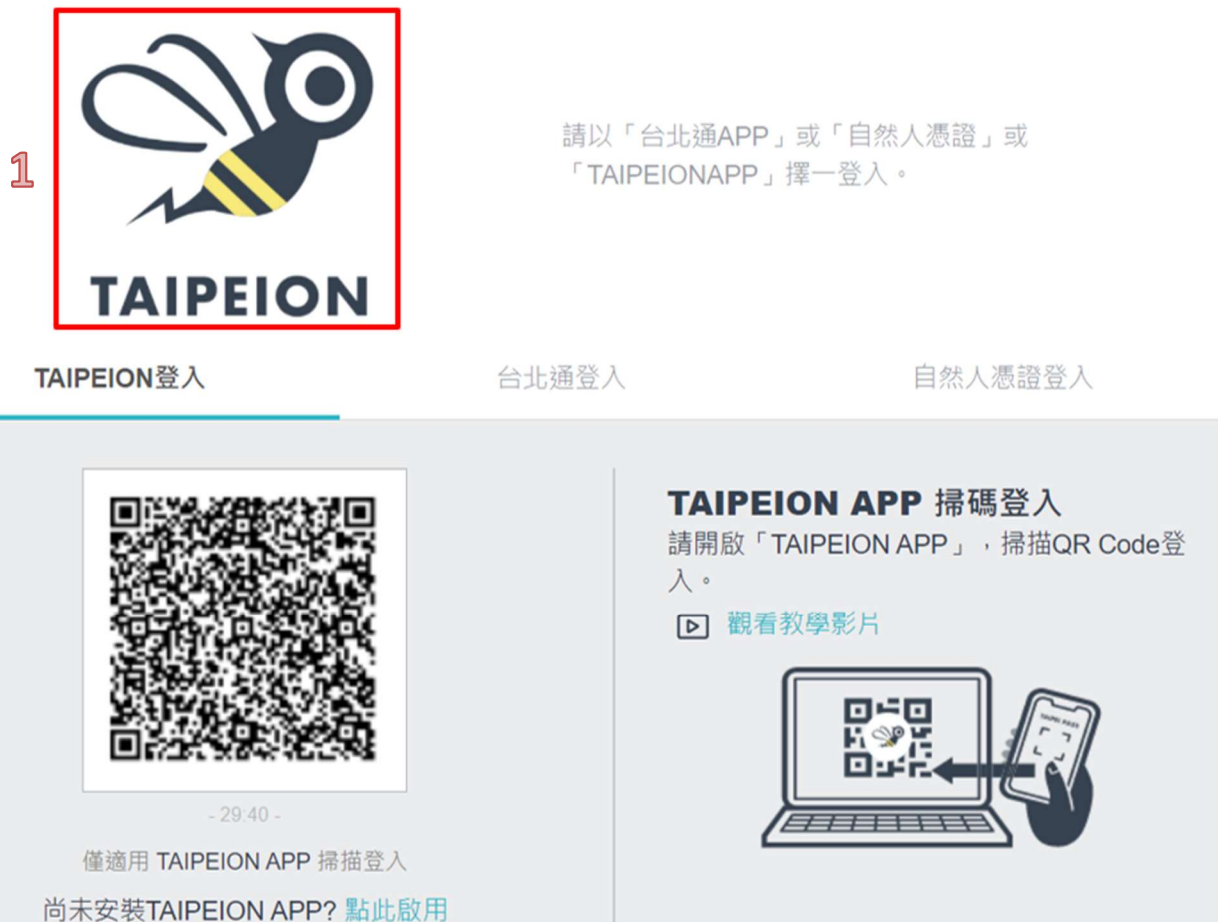 1
TAIPEION
請以「台北通APP」或「自然人憑證」或
「TAIPEIONAPP」擇一登入。
TAIPEION登入
台北通登入
自然人憑證登入
- 29:40 -
僅適用 TAIPEION APP 掃描登入
尚未安裝TAIPEION APP? 點此啟用
TAIPEION APP 掃碼登入
請開啟「TAIPEION APP」，掃描QR Code登
入。
觀看教學影片
TAIPEI PASS